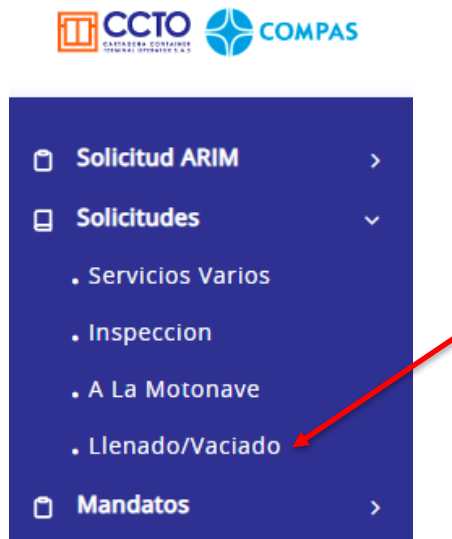 CCTO COMPAS
CARTAGENA CONTAINER
TERMINAL OPERATOR S.A.S
Solicitud ARIM
Solicitudes
Servicios Varios
Inspeccion
A La Motonave
Llenado/Vaciado
Mandatos